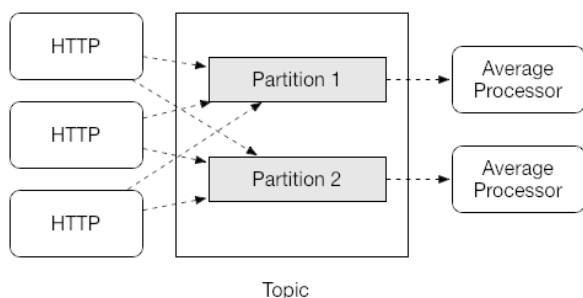 HTTP
HTTP
HTTP
Partition 1
Partition 2
Average
Processor
Average
Processor
Topic